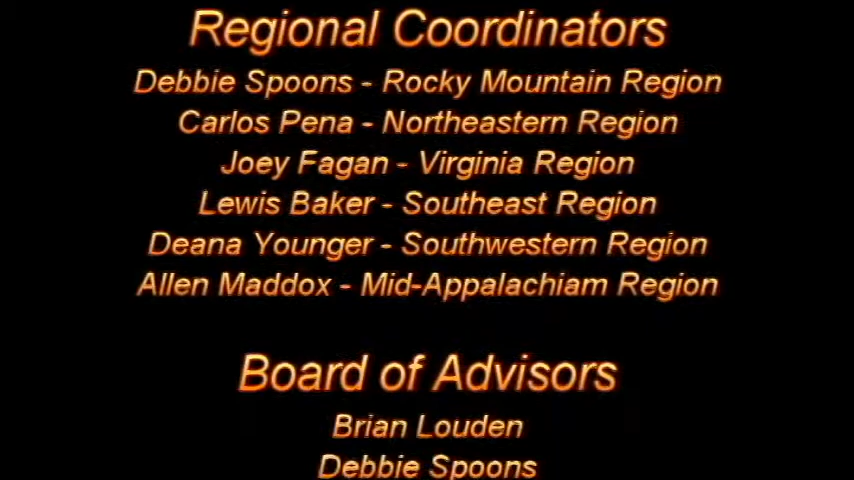 Regional Coordinators
Debbie Spoons - Rocky Mountain Region
Carlos Pena - Northeastern Region
Joey Fagan - Virginia Region
Lewis Baker - Southeast Region
Deana Younger - Southwestern Region
Allen Maddox - Mid-Appalachiam Region
Board of Advisors
Brian Louden
Debbie Spoons